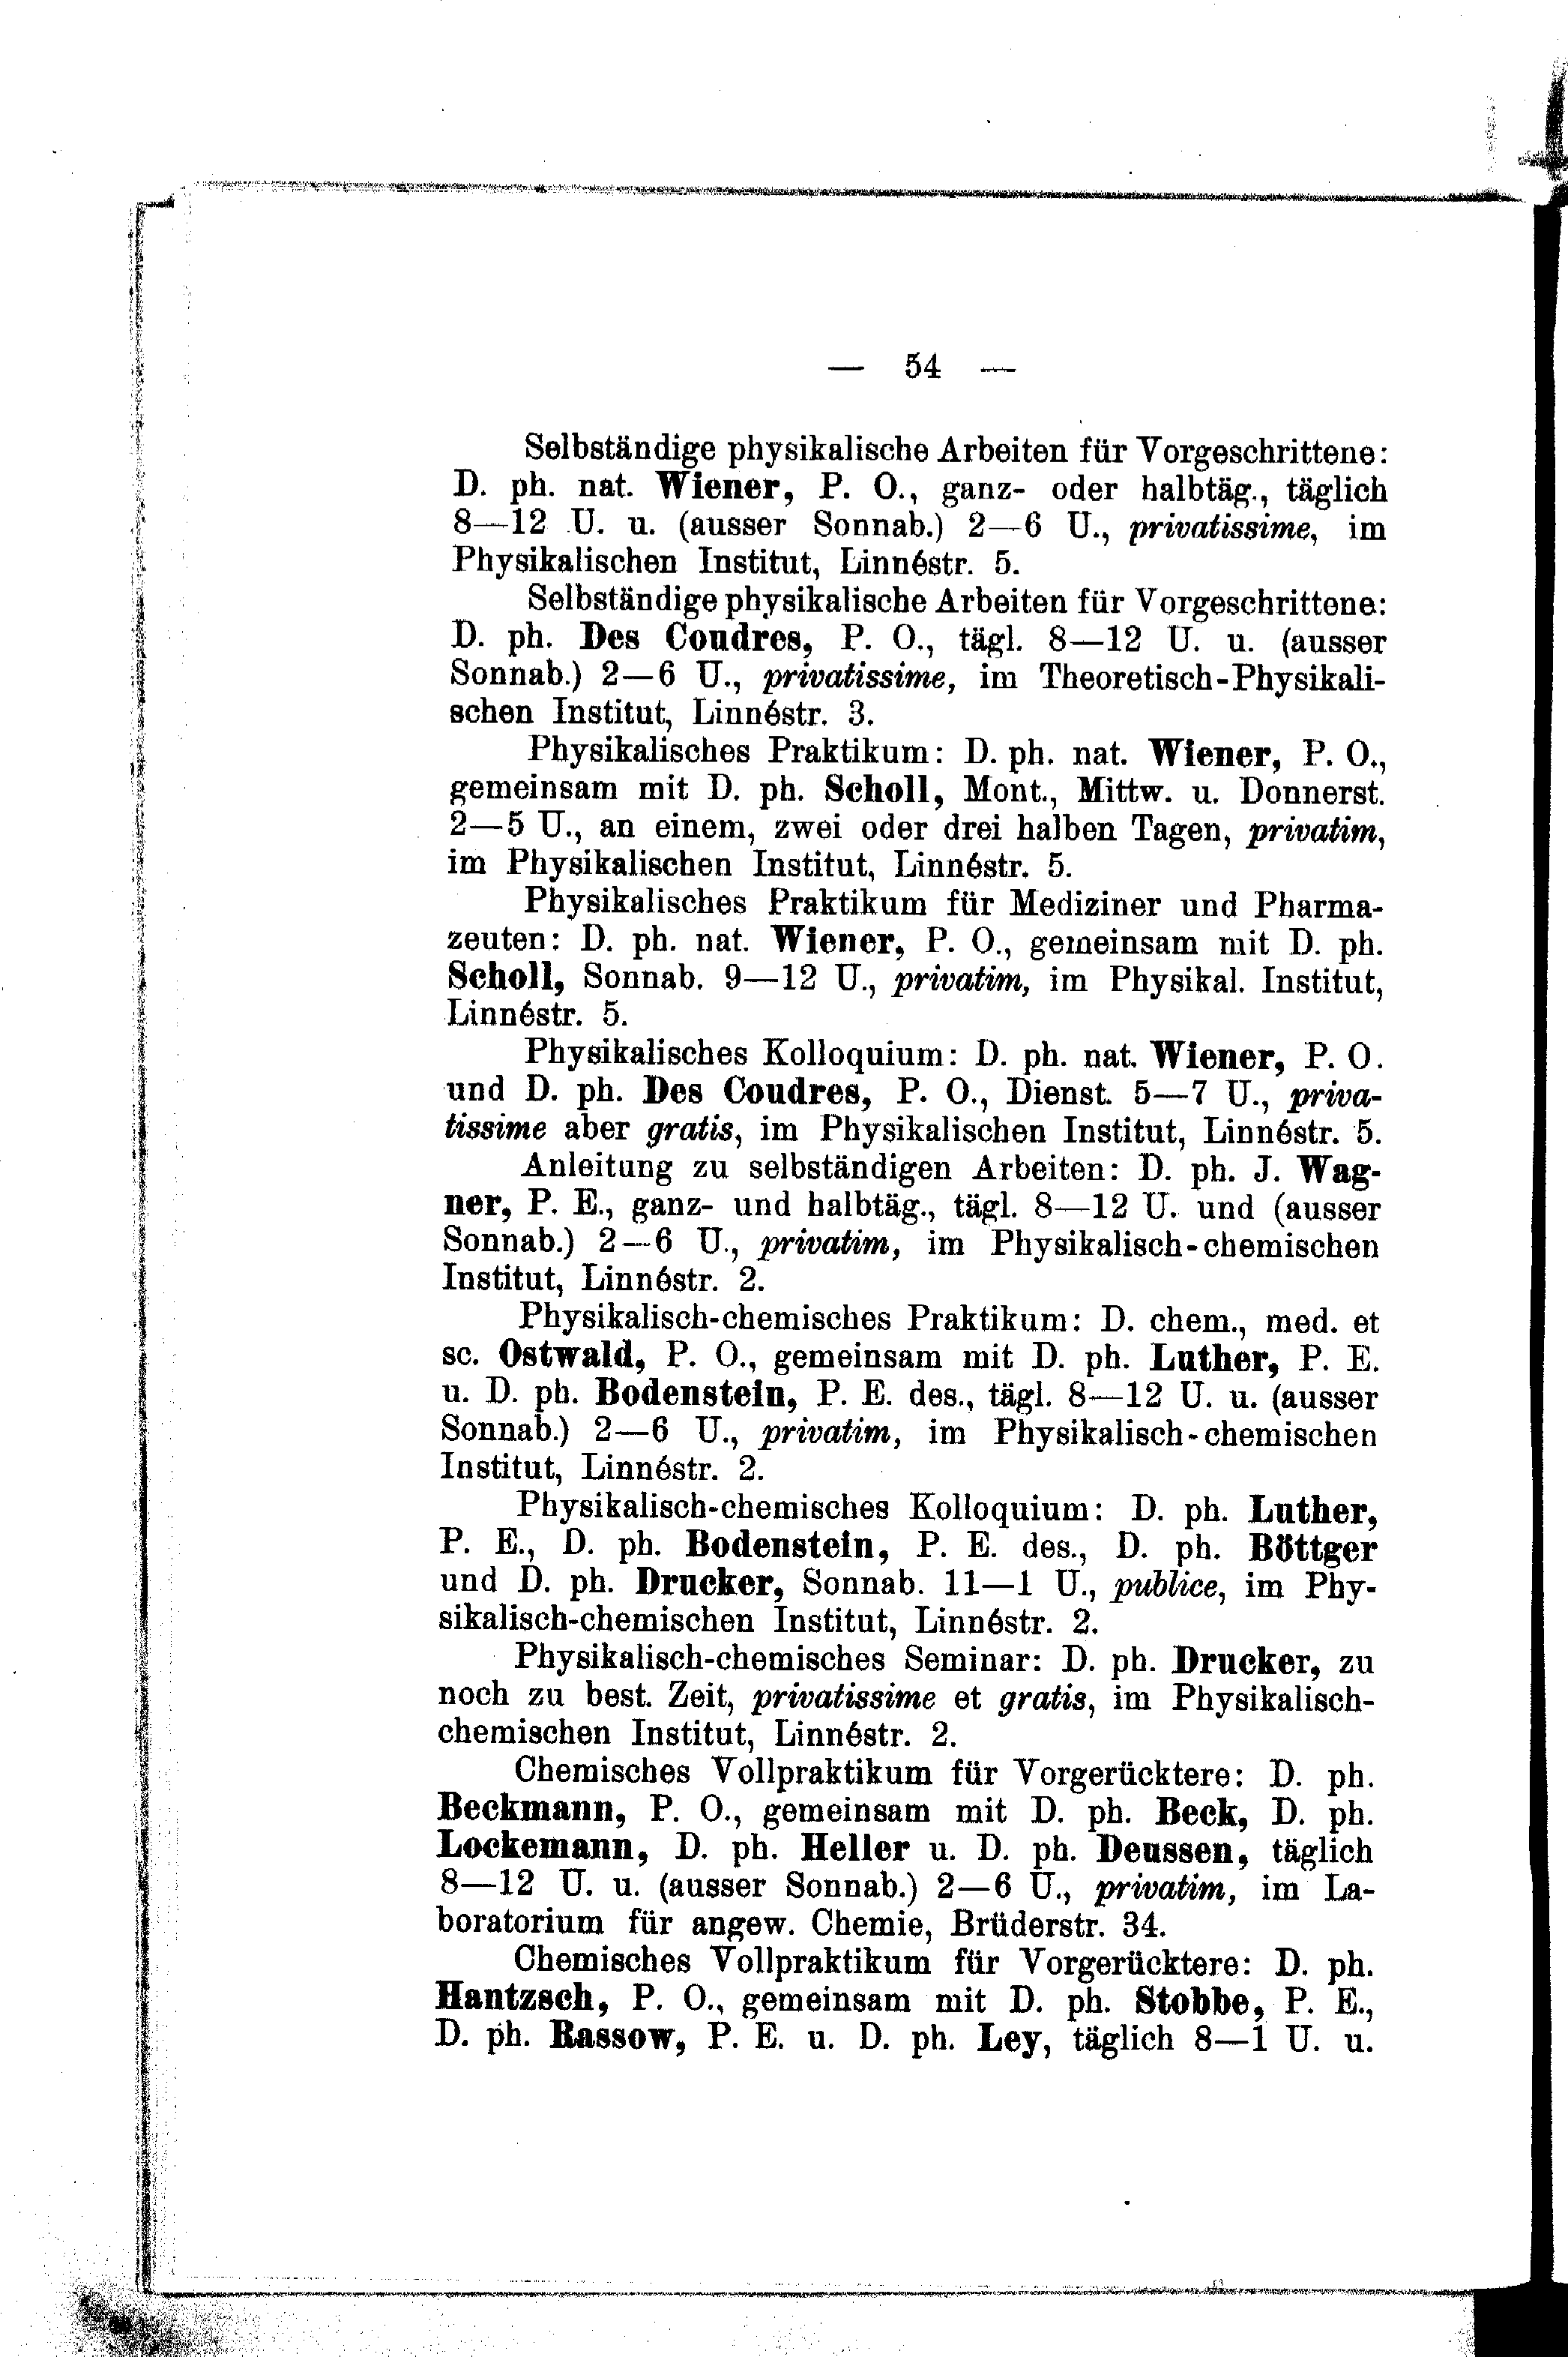 — 54 —
Selbständige physikalische Arbeiten für Vorgeschrittene:
D. ph. nat. Wiener, P. O., ganz- oder halbtäg., täglich
8—12 U. u. (ausser Sonnab.) 2—6 U., privatissime, im
Physikalischen Institut, Linnéstr. 5.
Selbständige physikalische Arbeiten für Vorgeschrittene:
D. ph. Des Coudres, P. O., tägl. 8—12 U. u. (ausser
Sonnab.) 2—6 U., privatissime, im Theoretisch-Physikali-
schen Institut, Linnéstr. 3.
Physikalisches Praktikum: D. ph. nat. Wiener, P. O.,
gemeinsam mit D. ph. Scholl, Mont., Mittw. u. Donnerst.
2—5 U., an einem, zwei oder drei halben Tagen, privatim,
im Physikalischen Institut, Linnéstr. 5.
Physikalisches Praktikum für Mediziner und Pharma-
zeuten: D. ph. nat. Wiener, P. O., gemeinsam mit D. ph.
Scholl, Sonnab. 9—12 U., privatim, im Physikal. Institut,
Linnéstr. 5.
Physikalisches Kolloquium: D. ph. nat. Wiener, P. O.
und D. ph. Des Coudres, P. O., Dienst. 5—7 U., priva-
tissime aber gratis, im Physikalischen Institut, Linnéstr. 5.
Anleitung zu selbständigen Arbeiten: D. ph. J. Wag-
ner, P. E., ganz- und halbtäg., tägl. 8—12 U. und (ausser
Sonnab.) 2—6 U., privatim, im Physikalisch-chemischen
Institut, Linnéstr. 2.
Physikalisch-chemisches Praktikum: D. chem., med. et
sc. Ostwald, P. O., gemeinsam mit D. ph. Luther, P. E.
u. D. ph. Bodenstein, P. E. des., tägl. 8—12 U. u. (ausser
Sonnab.) 2—6 U., privatim, im Physikalisch-chemischen
Institut, Linnéstr. 2.
Physikalisch-chemisches Kolloquium: D. ph. Luther,
P. E., D. ph. Bodenstein, P. E. des., D. ph. Böttger
und D. ph. Drucker, Sonnab. 11—1 U., publice, im Phy-
sikalisch-chemischen Institut, Linnéstr. 2.
Physikalisch-chemisches Seminar: D. ph. Drucker, zu
noch zu best. Zeit, privatissime et gratis, im Physikalisch-
chemischen Institut, Linnéstr. 2.
Chemisches Vollpraktikum für Vorgerücktere: D. ph.
Beckmann, P. O., gemeinsam mit D. ph. Beck, D. ph.
Lockemann, D. ph. Heller u. D. ph. Deussen, täglich
8—12 U. u. (ausser Sonnab.) 2—6 U., privatim, im La-
boratorium für angew. Chemie, Brüderstr. 34.
Chemisches Vollpraktikum für Vorgerücktere: D. ph.
Hantzsch, P. O., gemeinsam mit D. ph. Stobbe, P. E.,
D. ph. Rassow, P. E. u. D. ph. Ley, täglich 8—1 U. u.